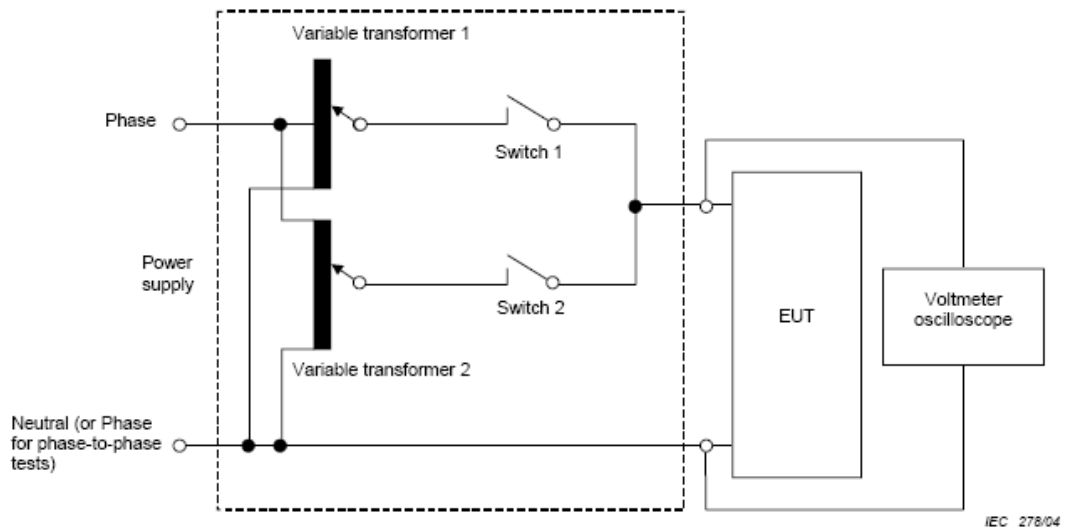 Variable transformer 1
Phase
Switch 1
Power
supply
Switch 2
EUT
Voltmeter
oscilloscope
Variable transformer 2
Neutral (or Phase
for phase-to-phase
tests)
IEC 278/04